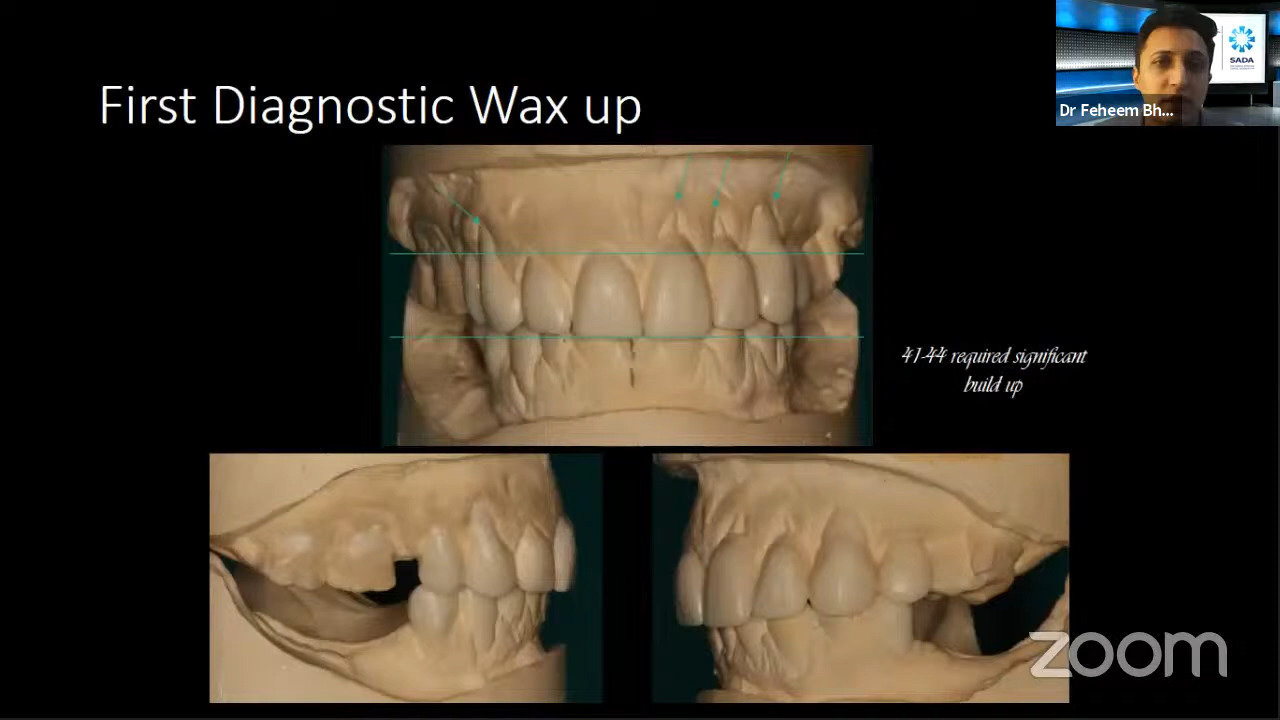 First Diagnostic Wax up
SADA
Dr Feheem Bh...
41-44 required significant
build up
zoom